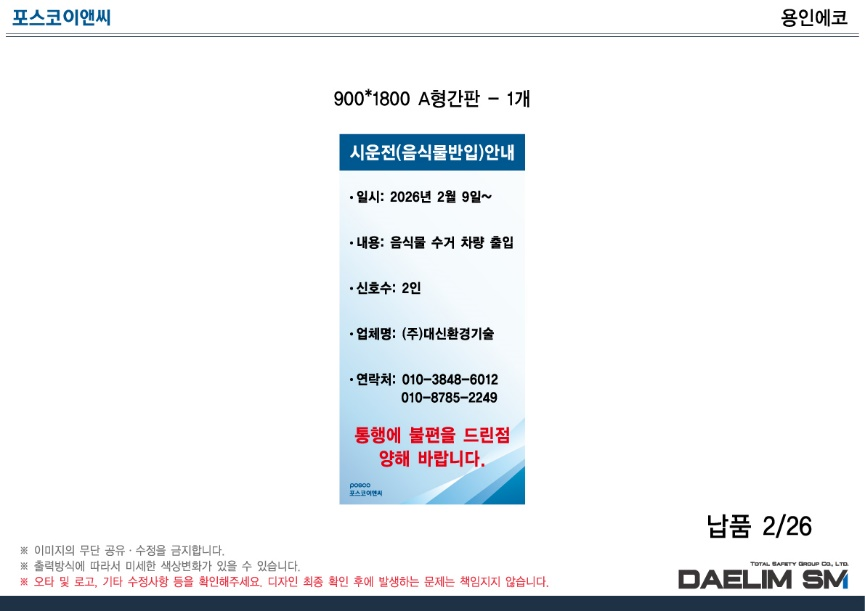 포스코이앤씨
용인에코
900*1800 A형간판 - 1개
시운전(음식물반입)안내
· 일시: 2026년 2월 9일~
· 내용: 음식물 수거 차량 출입
· 신호수: 2인
· 업체명: (주)대신환경기술
· 연락처: 010-3848-6012
010-8785-2249
통행에 불편을 드린점
양해 바랍니다.
posco
포스코이앤씨
납품 2/26
※ 이미지의 무단 공유 · 수정을 금지합니다.
※ 출력방식에 따라서 미세한 색상변화가 있을 수 있습니다.
※ 오타 및 로고, 기타 수정사항 등을 확인해주세요. 디자인 최종 확인 후에 발생하는 문제는 책임지지 않습니다.
TOTAL SAFETY GROUP CO., LTD.
DAELIM SM